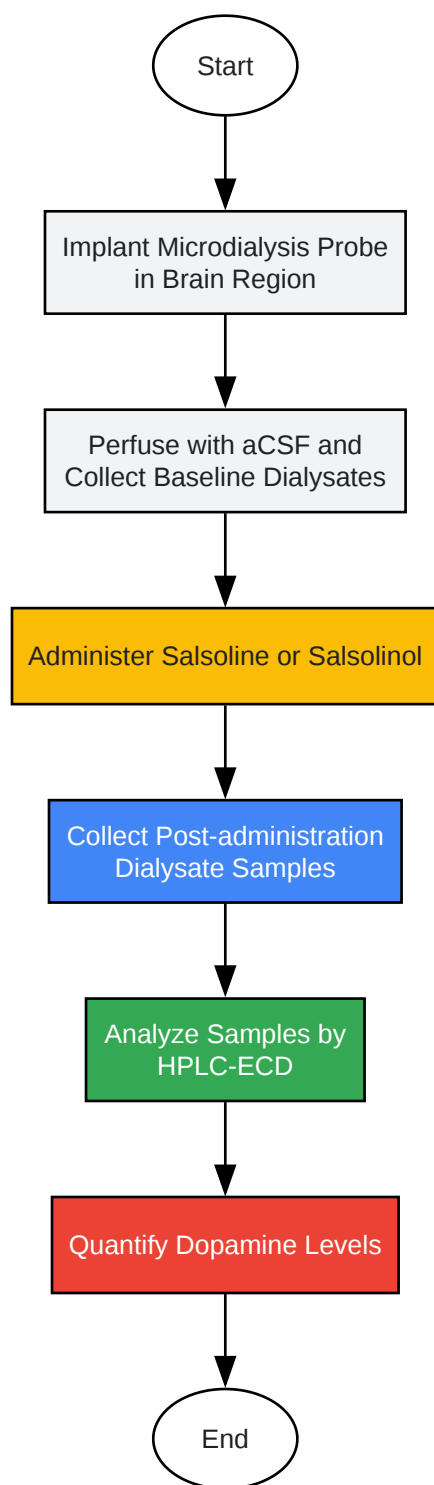 Start
Implant Microdialysis Probe
in Brain Region
Perfuse with aCSF and
Collect Baseline Dialysates
Administer Salsoline or Salsolinol
Collect Post-administration
Dialysate Samples
Analyze Samples by
HPLC-ECD
Quantify Dopamine Levels
End